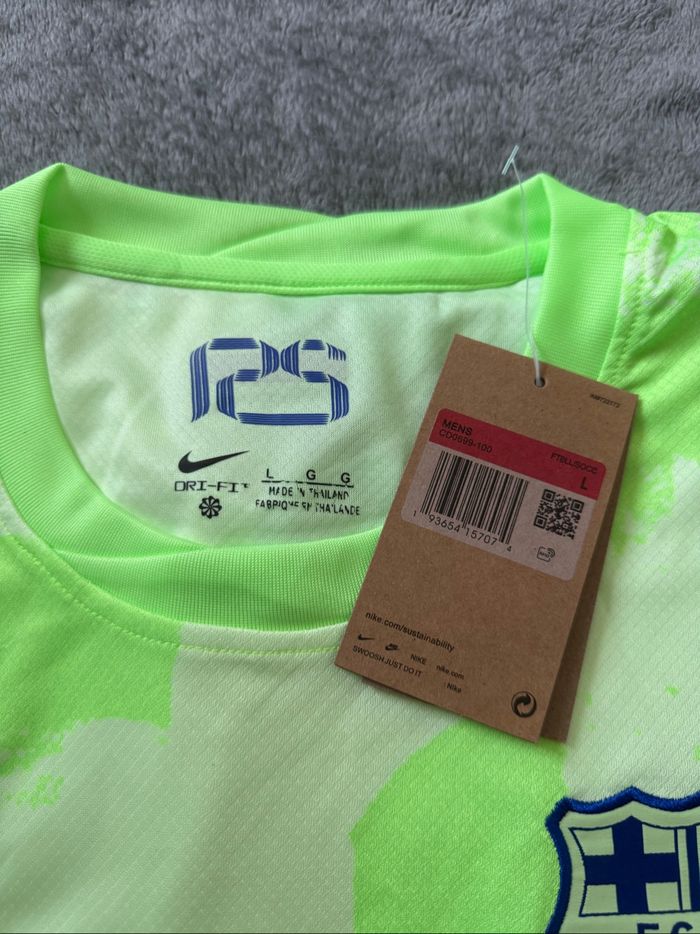 DRI-FIT
L G G
MADE IN THAILAND
FABRIQUÉ EN THAÏLANDE
MENS
CD0699-100
FTBLL/SOCC
L
1 93654 15707 4
nike.com/sustainability
NIKE
nike.com
SWOOSH JUST DO IT
Nike
F C